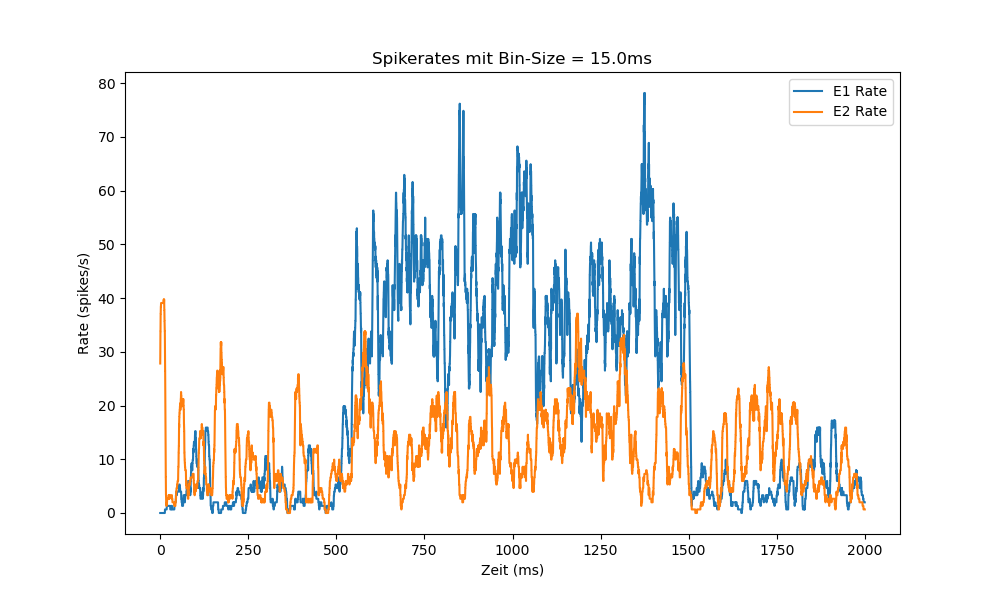 Spikerates mit Bin-Size = 15.0ms
E1 Rate
E2 Rate
80
70
60
50
40
30
20
10
0
Rate (spikes/s)
0 250 500 750 1000 1250 1500 1750 2000
Zeit (ms)